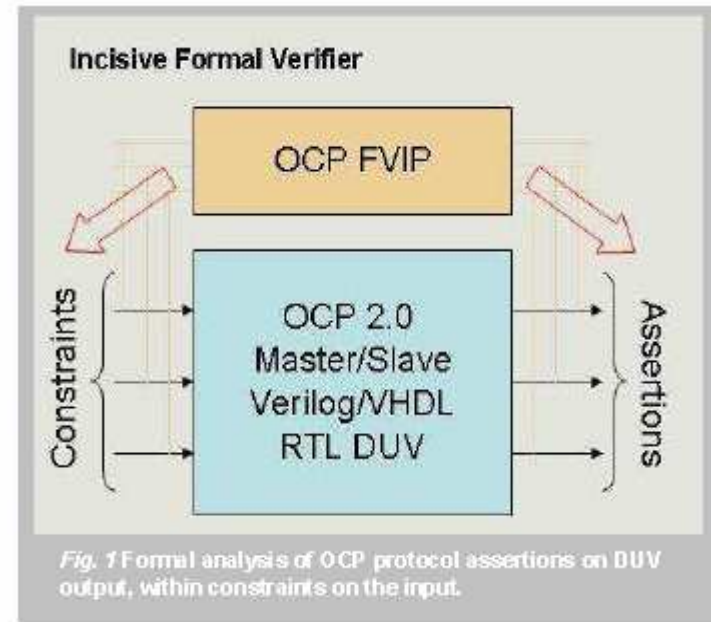 Incisive Formal Verifier
OCP FVIP
Constraints
OCP 2.0
Master/Slave
Verilog/VHDL
RTL DUV
Assertions
Fig. 1 Formal analysis of OCP protocol assertions on DUV
output, within constraints on the input.